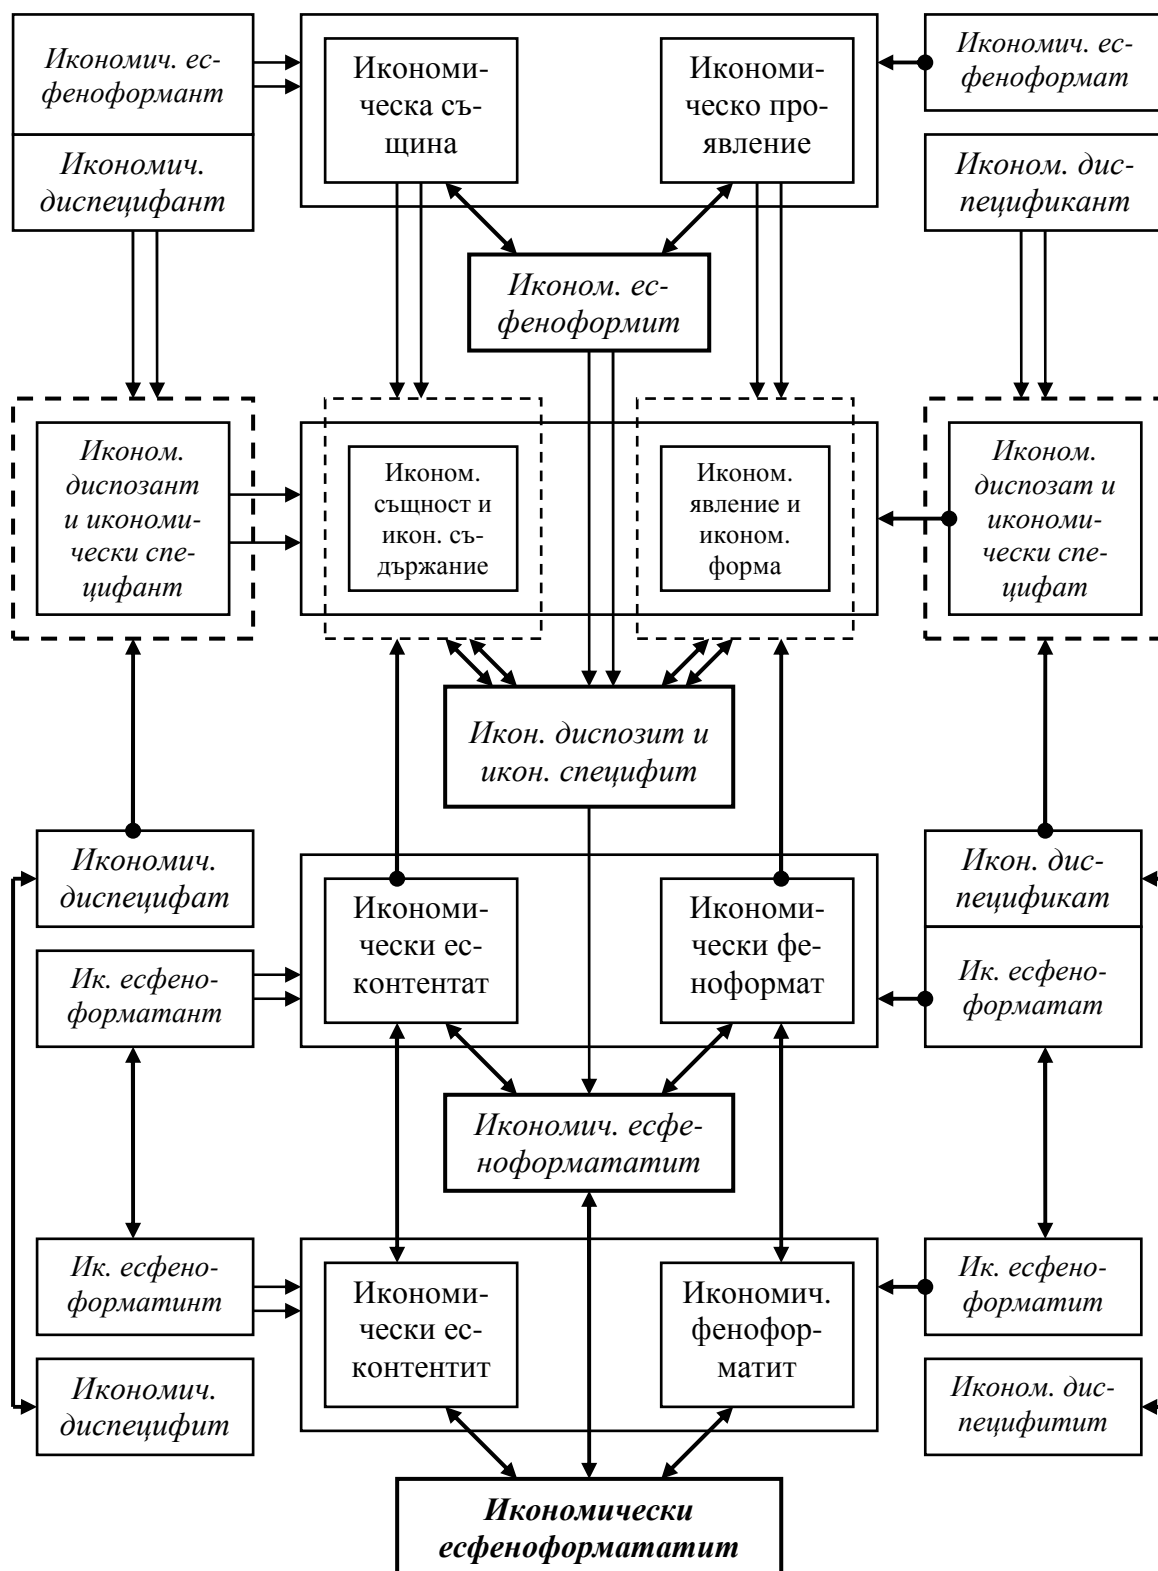 Икономич. ес-
феноформант
Икономи-
ческа съ-
щина
Икономи-
ческо про-
явление
Икономич. ес-
феноформат
Икономич.
диспецифант
Иконом. дис-
пецификант
Иконом. ес-
феноформит
Иконом.
диспозант
и икономи-
чески спе-
цифант
Иконом.
същност и
икон. съ-
държание
Иконом.
явление и
иконом.
форма
Иконом.
диспозат и
икономи-
чески спе-
цифат
Икон. диспозит и
икон. специфит
Икономич.
диспецифат
Икономи-
чески ес-
контентат
Икономи-
чески фе-
ноформат
Икон. дис-
пецификат
Ик. есфено-
форматант
Ик. есфено-
форматат
Икономич. есфе-
ноформататит
Ик. есфено-
форматинт
Икономи-
чески ес-
контентит
Икономич.
фенофор-
матит
Ик. есфено-
форматит
Икономич.
диспецифит
Иконом. дис-
пецифитит
Икономически
есфеноформататит